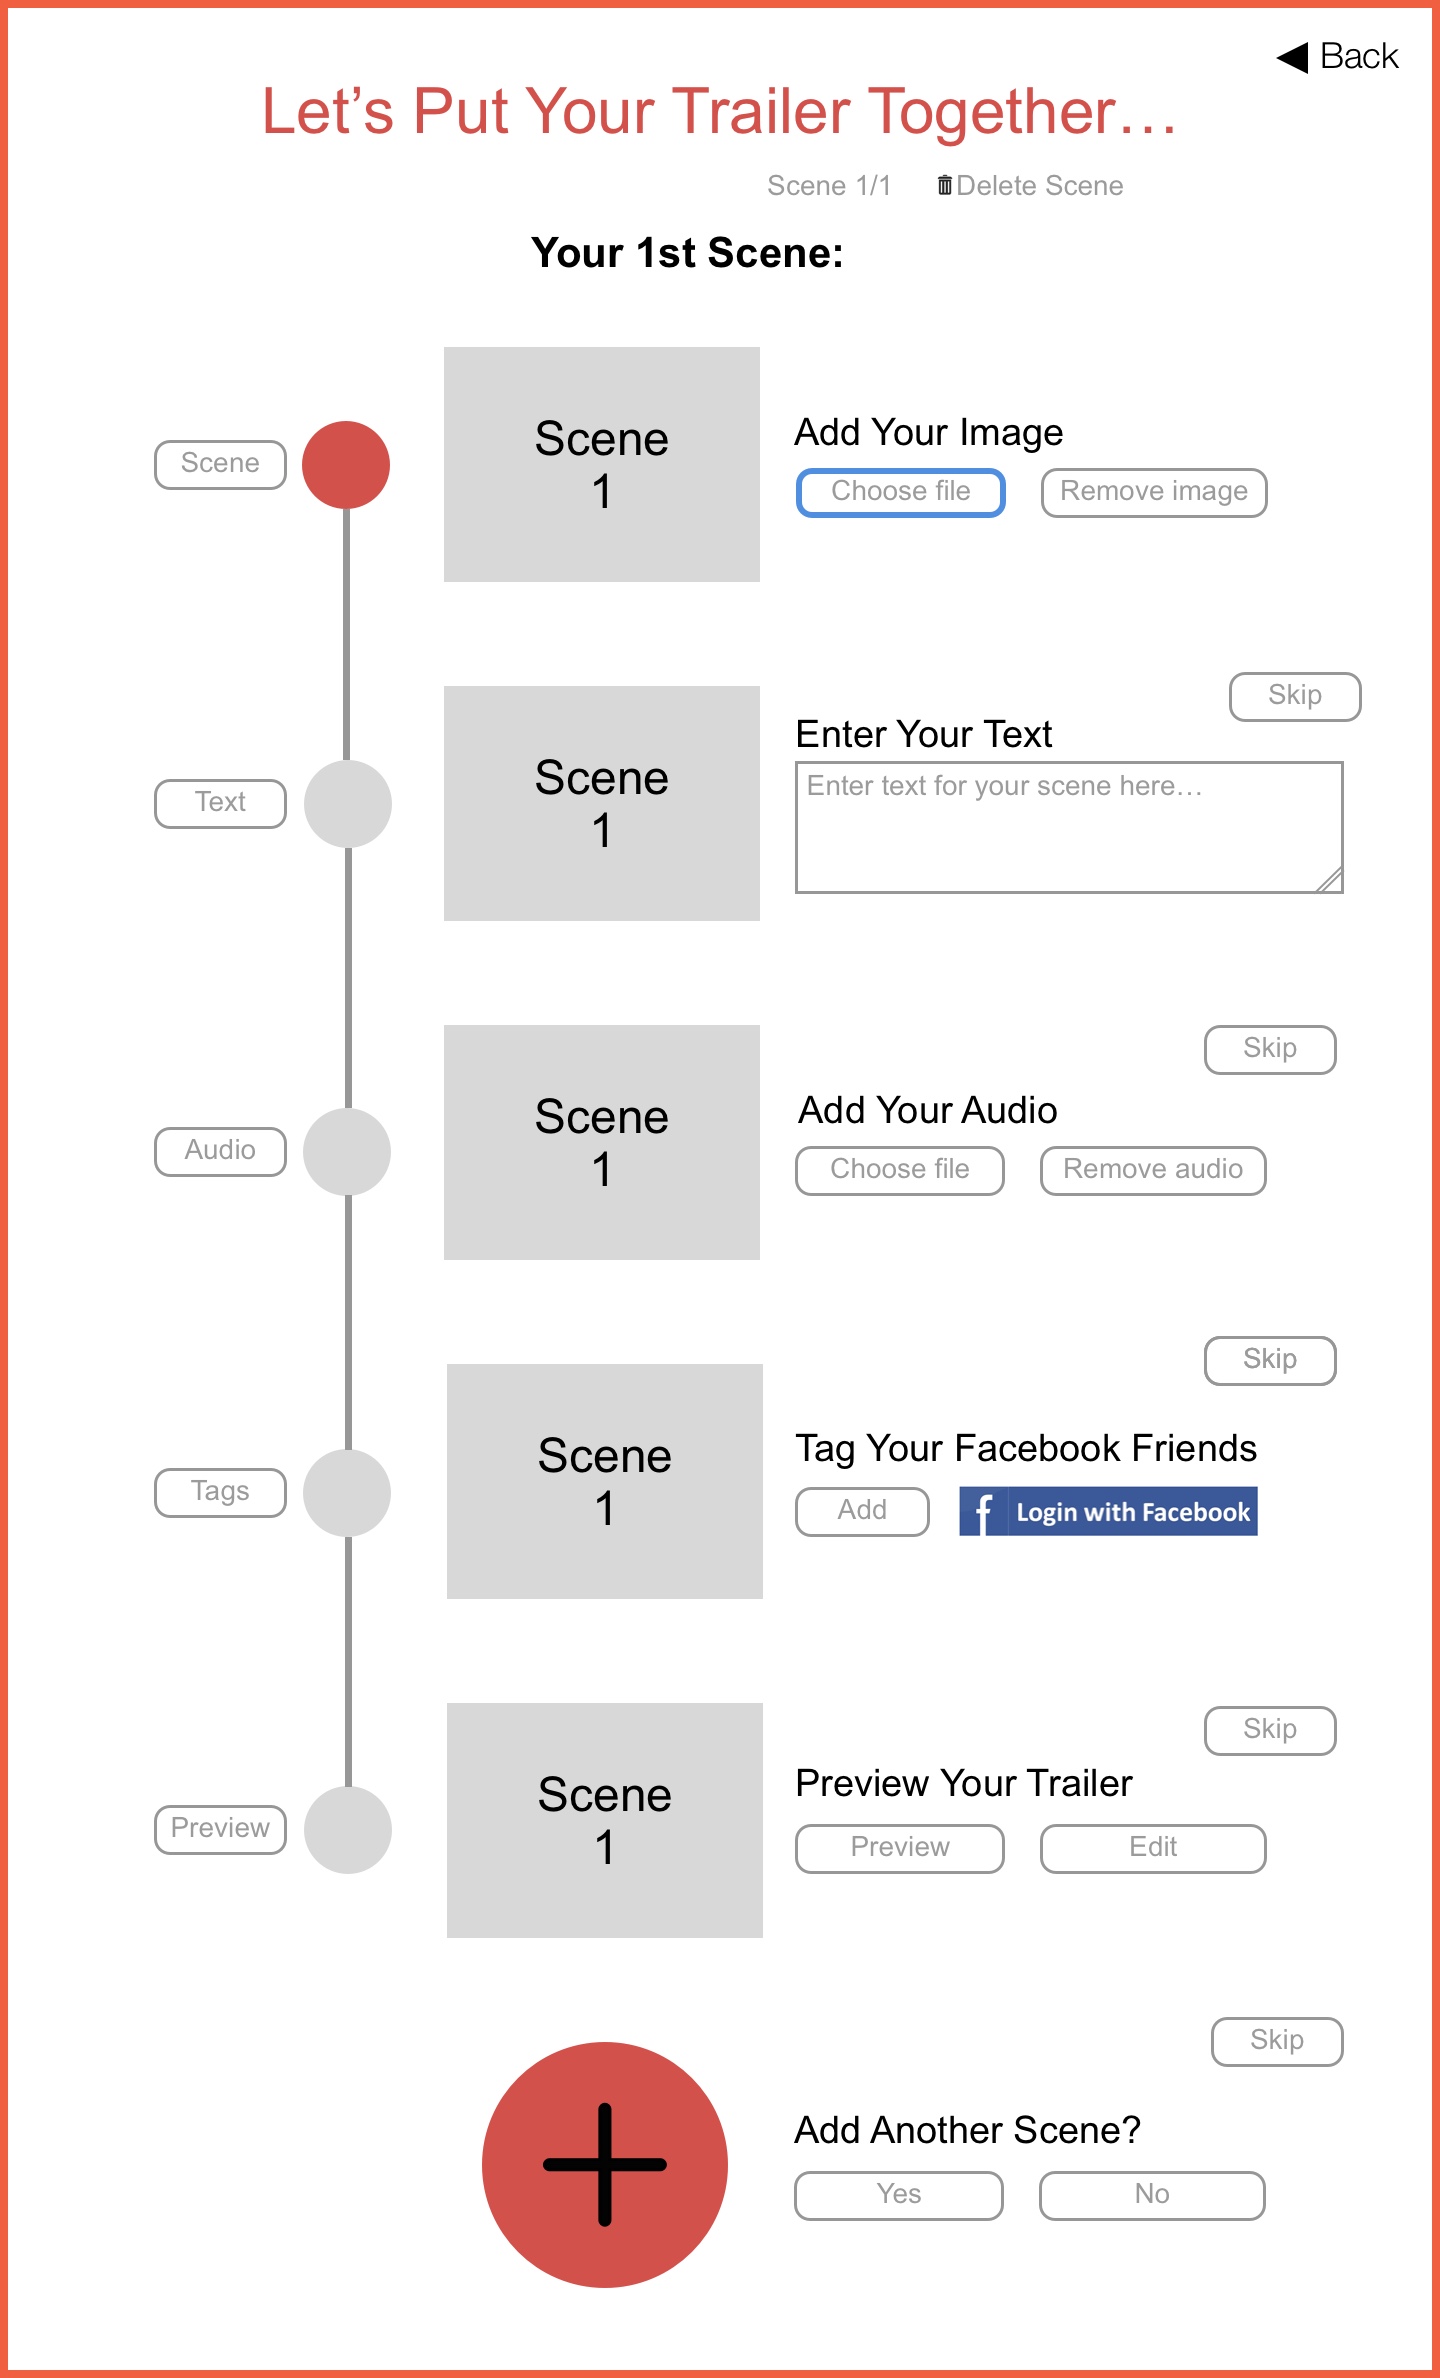 Back
Let’s Put Your Trailer Together…
Scene 1/1 Delete Scene
Your 1st Scene:
Scene
Scene
1
Add Your Image
Choose file Remove image
Text
Scene
1
Skip
Enter Your Text
Enter text for your scene here…
Audio
Scene
1
Skip
Add Your Audio
Choose file Remove audio
Tags
Scene
1
Skip
Tag Your Facebook Friends
Add f Login with Facebook
Preview
Scene
1
Skip
Preview Your Trailer
Preview Edit
Skip
Add Another Scene?
Yes No